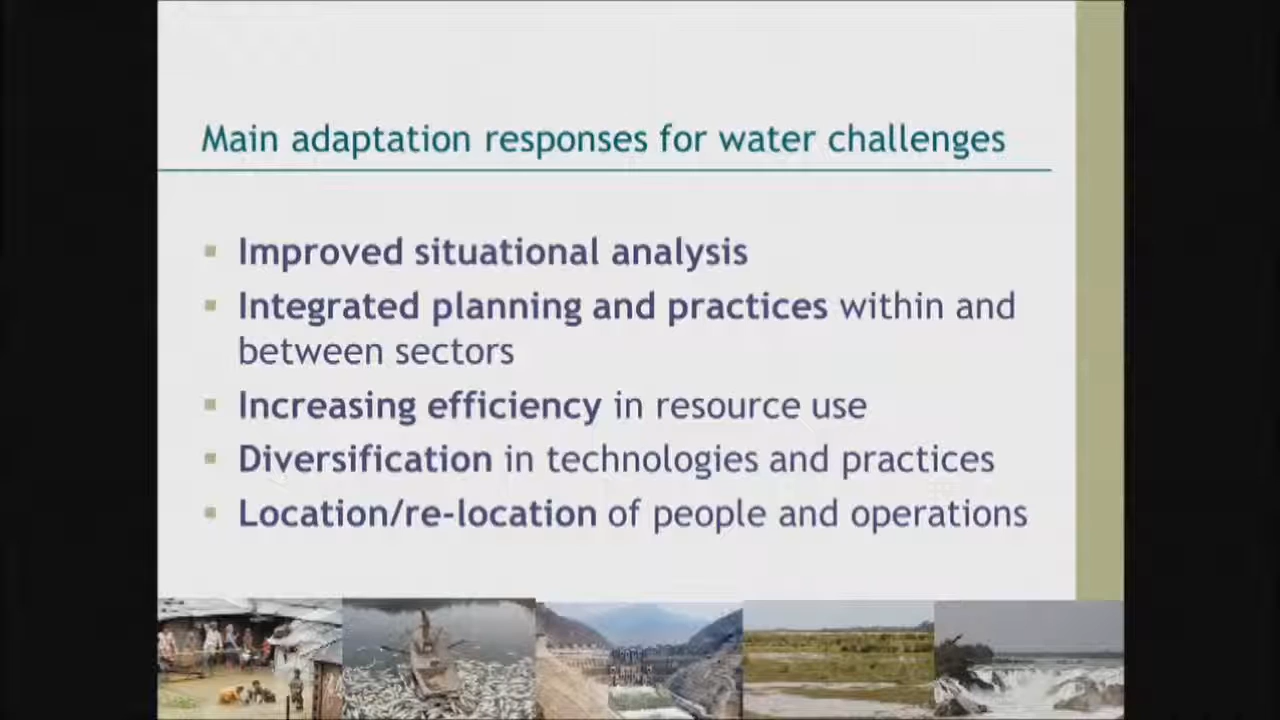 Main adaptation responses for water challenges
Improved situational analysis
Integrated planning and practices within and
between sectors
Increasing efficiency in resource use
Diversification in technologies and practices
Location/re-location of people and operations